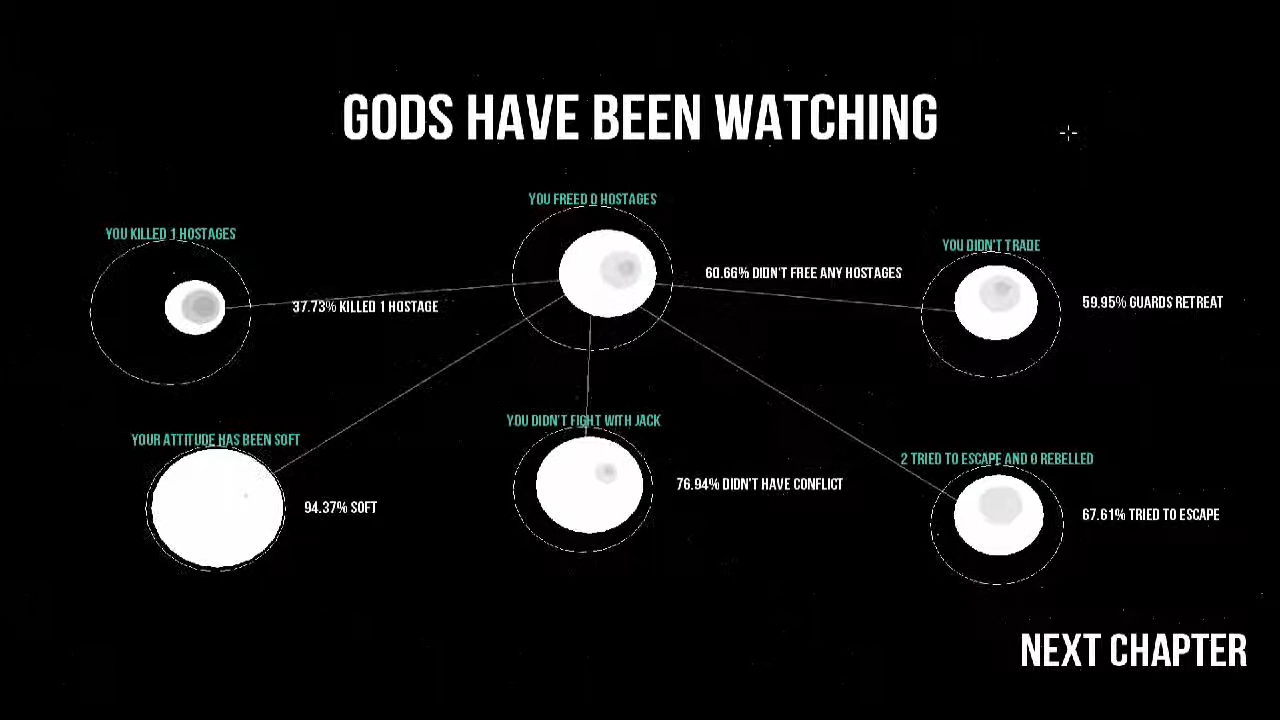 GODS HAVE BEEN WATCHING
YOU FREED 0 HOSTAGES
YOU KILLED 1 HOSTAGES
YOU DIDN'T TRADE
60.66% DIDN'T FREE ANY HOSTAGES
37.73% KILLED 1 HOSTAGE
59.95% GUARDS RETREAT
YOU DIDN'T FIGHT WITH JACK
YOUR ATTITUDE HAS BEEN SOFT
2 TRIED TO ESCAPE AND 0 REBELLED
76.94% DIDN'T HAVE CONFLICT
94.37% SOFT
67.61% TRIED TO ESCAPE
NEXT CHAPTER